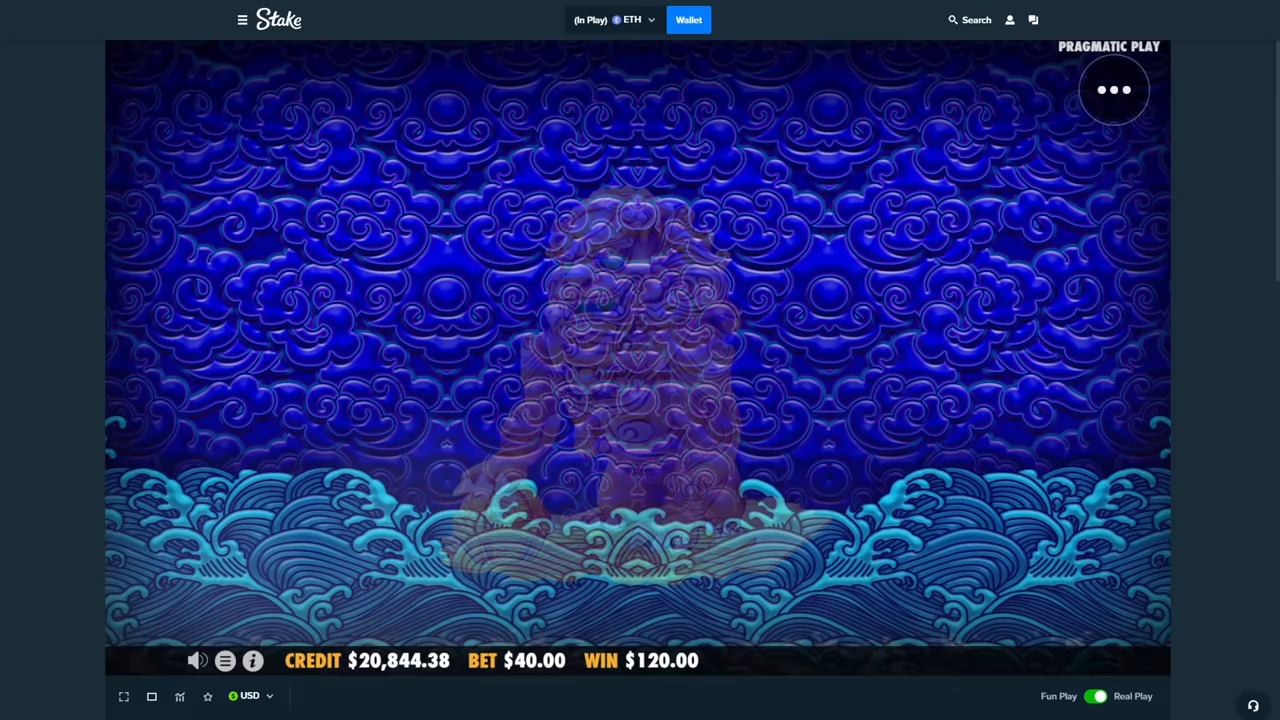 Stake
(In Play) ETH
Wallet
Search
PRAGMATIC PLAY
CREDIT $20,844.38 BET $40.00 WIN $120.00
USD
Fun Play
Real Play